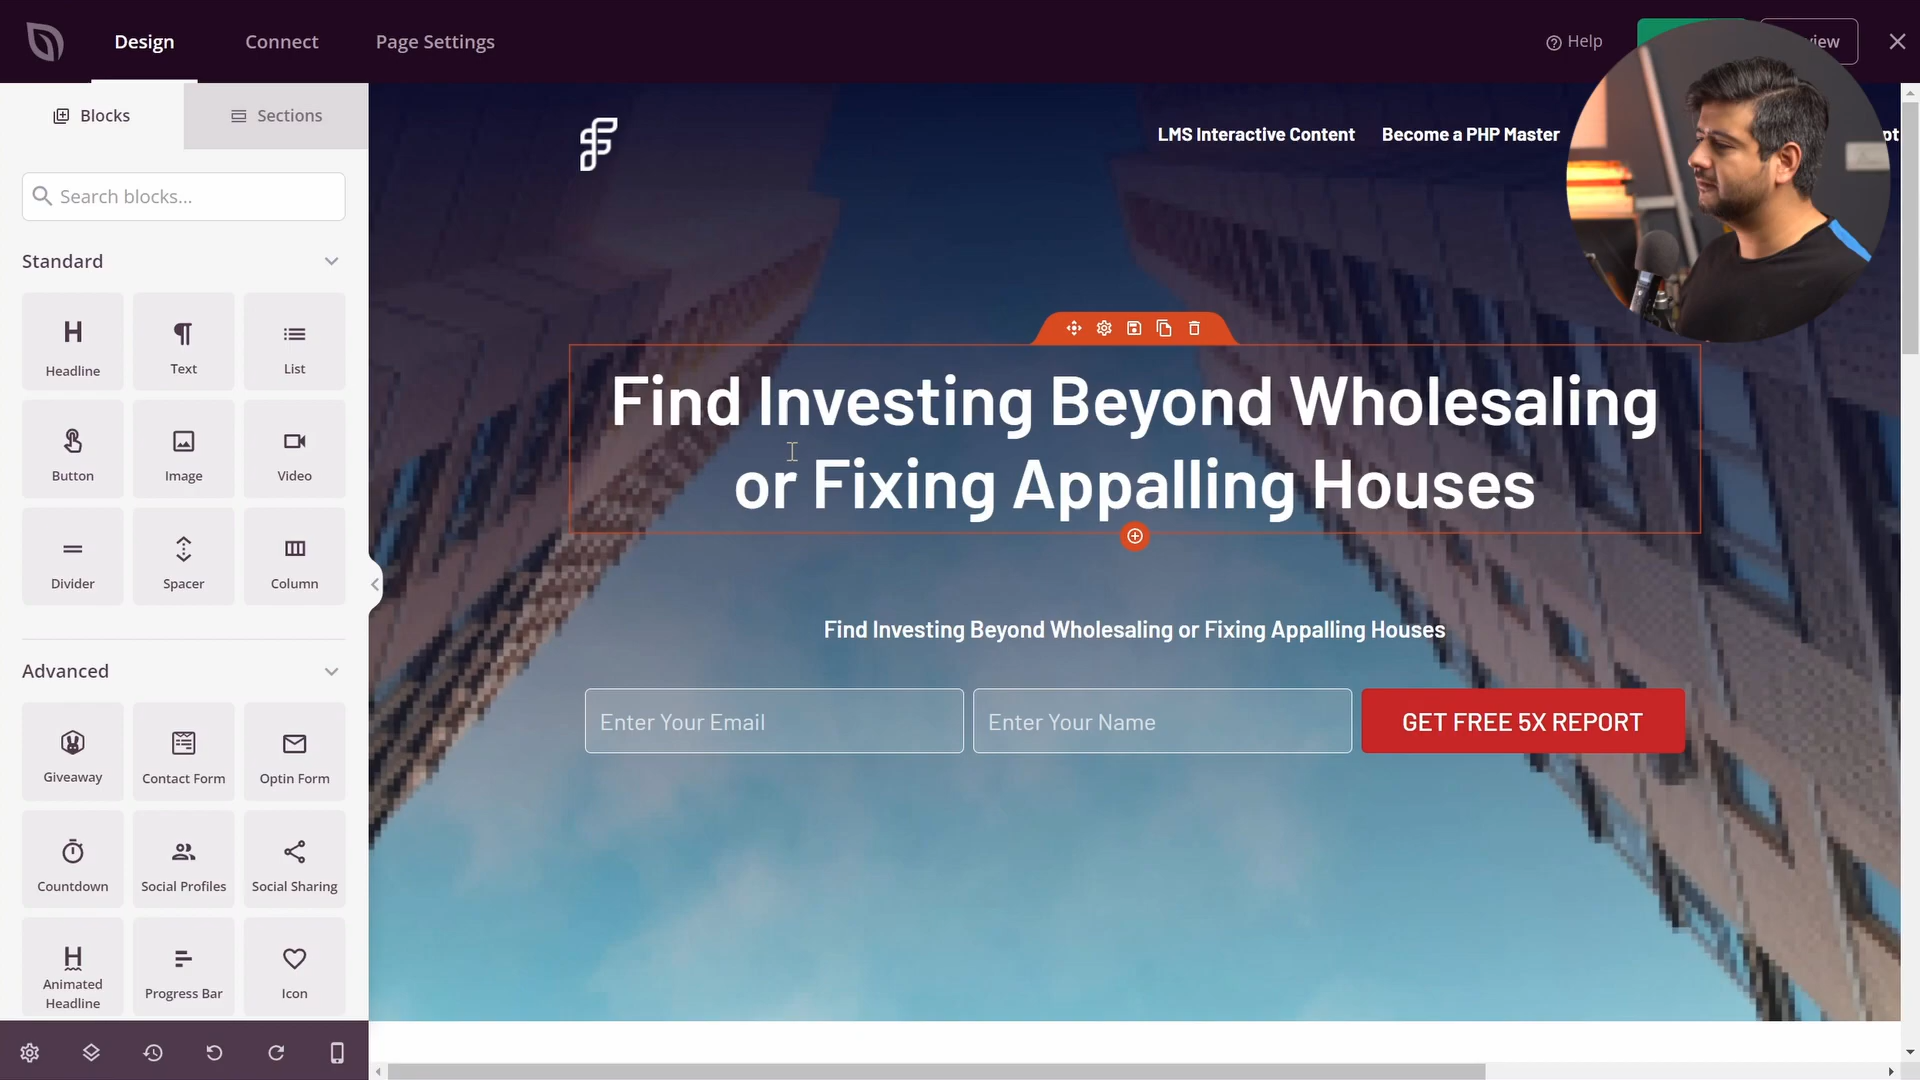 Design
Connect
Page Settings
Help
view
Blocks
Sections
Search blocks...
Standard
Headline
Text
List
Button
Image
Video
Divider
Spacer
Column
Advanced
Giveaway
Contact Form
Optin Form
Countdown
Social Profiles
Social Sharing
Animated
Headline
Progress Bar
Icon
LMS Interactive Content
Become a PHP Master
Find Investing Beyond Wholesaling
or Fixing Appalling Houses
Find Investing Beyond Wholesaling or Fixing Appalling Houses
Enter Your Email
Enter Your Name
GET FREE 5X REPORT